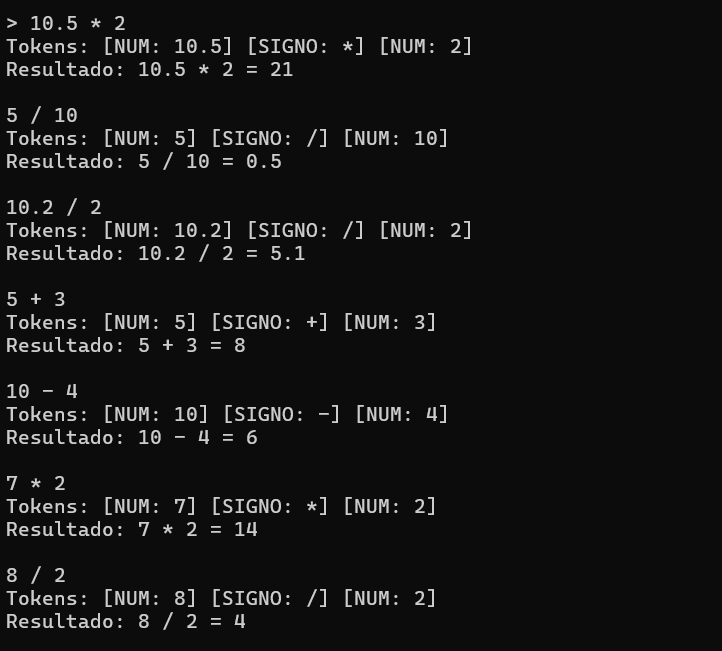 > 10.5 * 2
Tokens: [NUM: 10.5] [SIGNO: *] [NUM: 2]
Resultado: 10.5 * 2 = 21
5 / 10
Tokens: [NUM: 5] [SIGNO: /] [NUM: 10]
Resultado: 5 / 10 = 0.5
10.2 / 2
Tokens: [NUM: 10.2] [SIGNO: /] [NUM: 2]
Resultado: 10.2 / 2 = 5.1
5 + 3
Tokens: [NUM: 5] [SIGNO: +] [NUM: 3]
Resultado: 5 + 3 = 8
10 - 4
Tokens: [NUM: 10] [SIGNO: -] [NUM: 4]
Resultado: 10 - 4 = 6
7 * 2
Tokens: [NUM: 7] [SIGNO: *] [NUM: 2]
Resultado: 7 * 2 = 14
8 / 2
Tokens: [NUM: 8] [SIGNO: /] [NUM: 2]
Resultado: 8 / 2 = 4